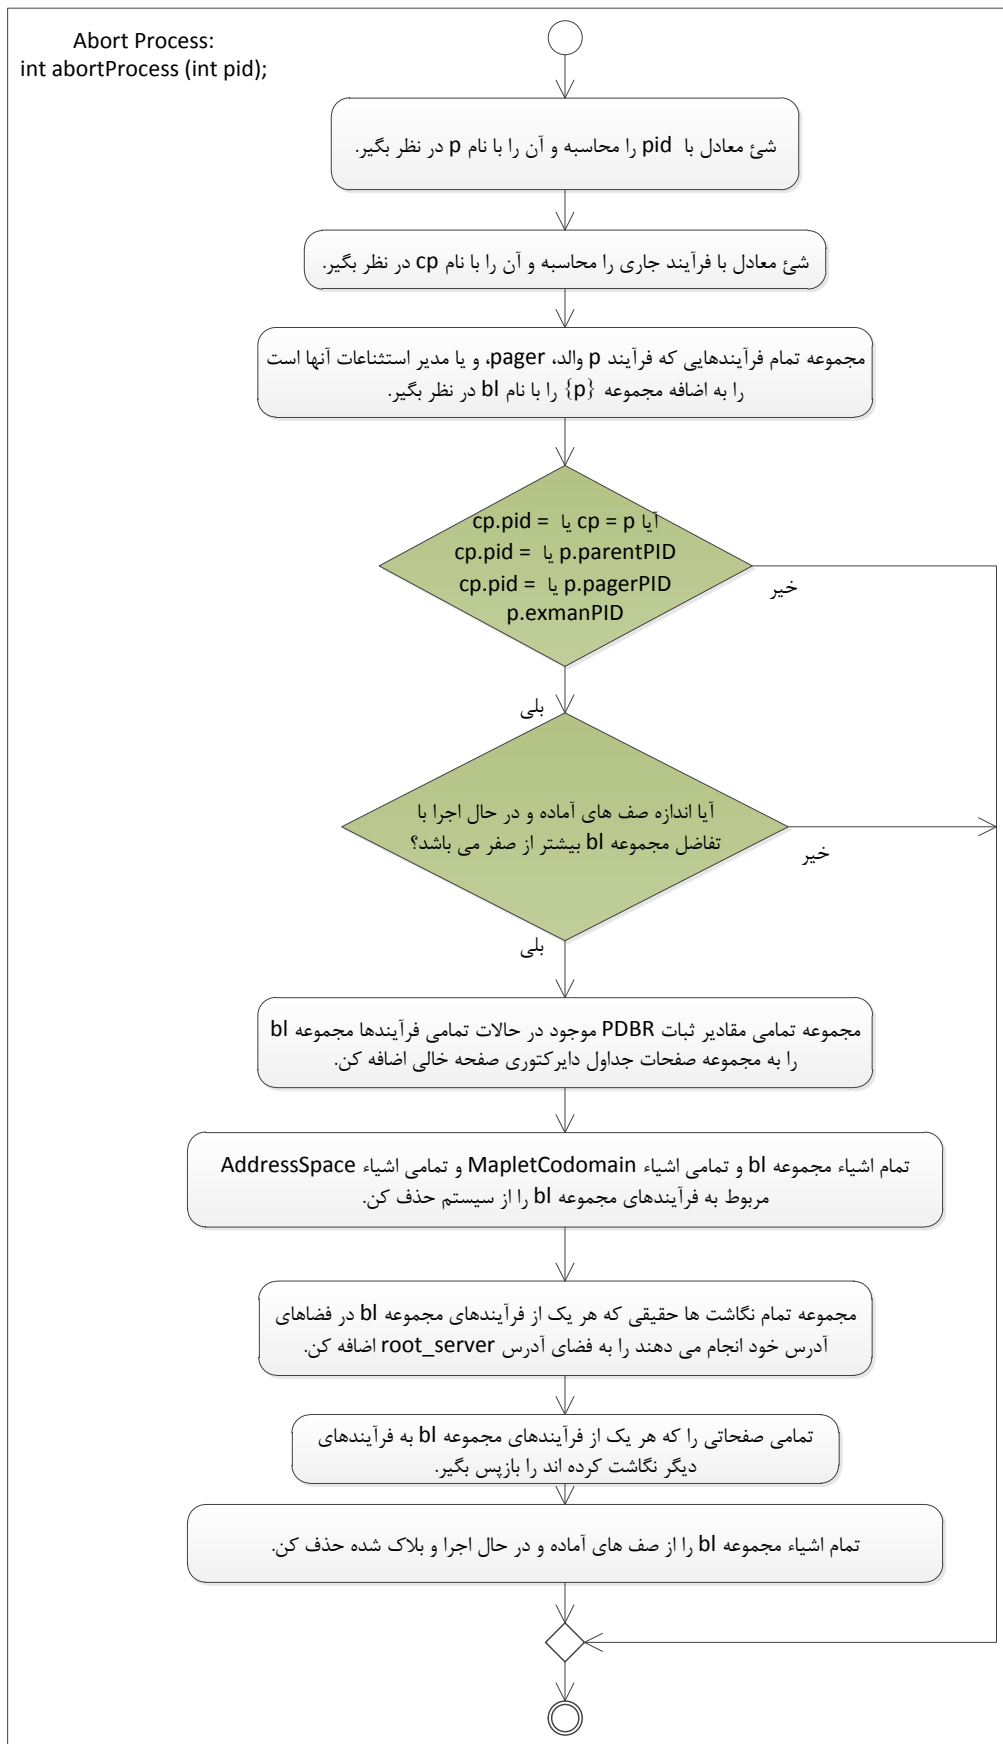 Abort Process:
int abortProcess (int pid);
شئ معادل با pid را محاسبه و آن را با نام p در نظر بگیر.
شئ معادل با فرآیند جاری را محاسبه و آن را با نام cp در نظر بگیر.
مجموعه تمام فرآیندهایی که فرآیند p والد، pager، و یا مدیر استثناعات آنها است
را به اضافه مجموعه {p} را با نام bl در نظر بگیر.
آیا cp = p یا cp.pid =
p.parentPID یا cp.pid =
p.pagerPID یا cp.pid =
p.exmanPID
خیر
بلی
آیا اندازه صف های آماده و در حال اجرا با
تفاضل مجموعه bl بیشتر از صفر می باشد؟
خیر
بلی
مجموعه تمامی مقادیر ثبات PDBR موجود در حالات تمامی فرآیندها مجموعه bl
را به مجموعه صفحات جداول دایرکتوری صفحه خالی اضافه کن.
تمام اشیاء مجموعه bl و تمامی اشیاء MapletCodomain و تمامی اشیاء AddressSpace
مربوط به فرآیندهای مجموعه bl را از سیستم حذف کن.
مجموعه تمام نگاشت ها حقیقی که هر یک از فرآیندهای مجموعه bl در فضاهای
آدرس خود انجام می دهند را به فضای آدرس root_server اضافه کن.
تمامی صفحاتی را که هر یک از فرآیندهای مجموعه bl به فرآیندهای
دیگر نگاشت کرده اند را بازپس بگیر.
تمام اشیاء مجموعه bl را از صف های آماده و در حال اجرا و بلاک شده حذف کن.